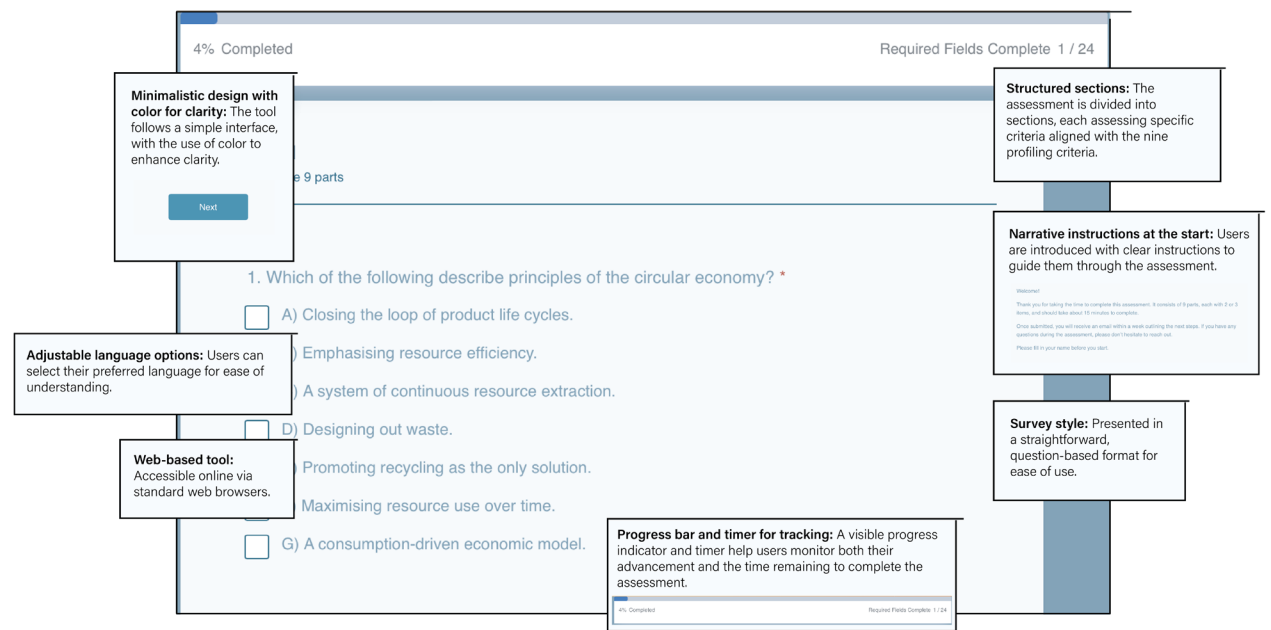 4% Completed
Required Fields Complete 1 / 24
Minimalistic design with
color for clarity: The tool
follows a simple interface,
with the use of color to
enhance clarity.
Next
e 9 parts
Structured sections: The
assessment is divided into
sections, each assessing specific
criteria aligned with the nine
profiling criteria.
Narrative instructions at the start: Users
are introduced with clear instructions to
guide them through the assessment.
Welcome!
Thank you for taking the time to complete this assessment. It consists of 9 parts, each with 2 or 3
items, and should take about 15 minutes to complete.
Once submitted, you will receive an email within a week outlining the next steps. If you have any
questions during the assessment, please don't hesitate to reach out.
Please fill in your name before you start.
1. Which of the following describe principles of the circular economy? *
A) Closing the loop of product life cycles.
) Emphasising resource efficiency.
) A system of continuous resource extraction.
D) Designing out waste.
) Promoting recycling as the only solution.
) Maximising resource use over time.
G) A consumption-driven economic model.
Adjustable language options: Users can
select their preferred language for ease of
understanding.
Web-based tool:
Accessible online via
standard web browsers.
Survey style: Presented in
a straightforward,
question-based format for
ease of use.
Progress bar and timer for tracking: A visible progress
indicator and timer help users monitor both their
advancement and the time remaining to complete the
assessment.
4% Completed
Required Fields Complete 1 / 24